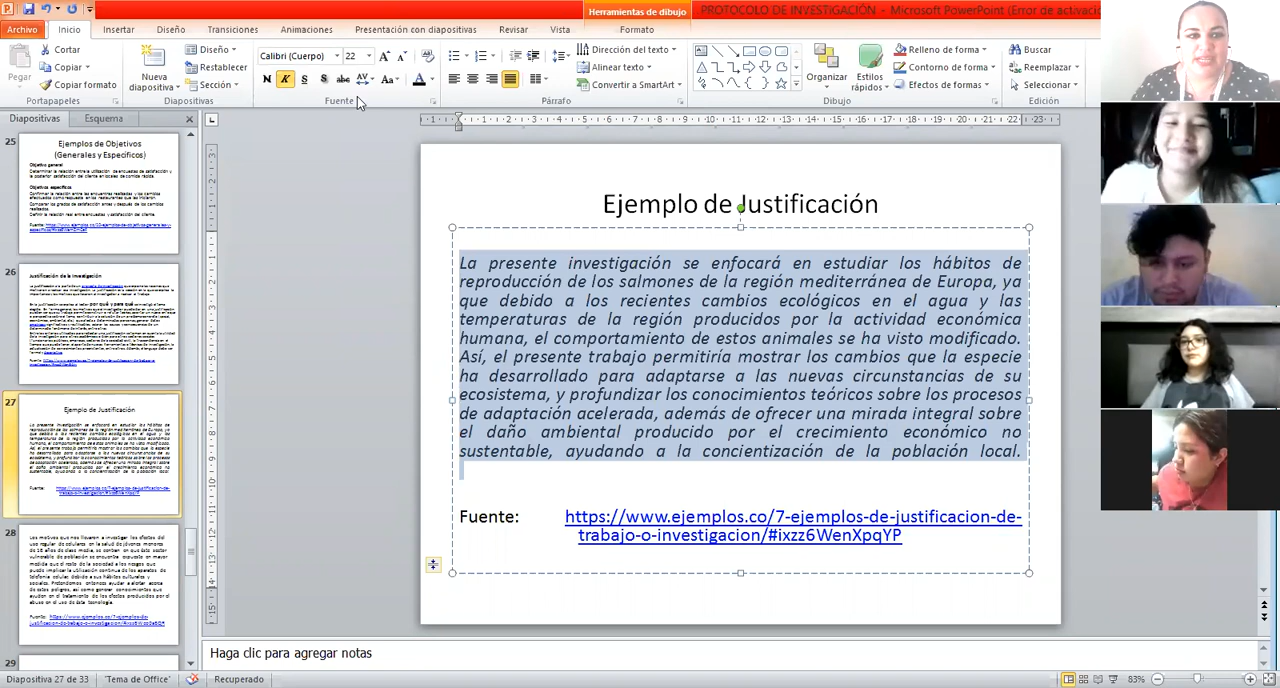 Herramientas de dibujo
PROTOCOLO DE INVESTIGACIÓN - Microsoft PowerPoint (Error de activació
Archivo Inicio Insertar Diseño Transiciones Animaciones Presentación con diapositivas Revisar Vista Formato
Pegar
Cortar
Copiar
Copiar formato
Portapapeles
Nueva
diapositiva
Diseño
Restablecer
Sección
Diapositivas
Calibri (Cuerpo) 22
N K S S abc AV Aa A
Fuente
Dirección del texto
Alinear texto
Convertir a SmartArt
Párrafo
Organizar
Estilos
rápidos
Relleno de forma
Contorno de forma
Efectos de formas
Dibujo
Buscar
Reemplazar
Seleccionar
Edición
Diapositivas Esquema
25
Ejemplos de Objetivos
(Generales y Específicos)
Objetivo general
Objetivos específicos
26
Justificación de la Investigación
27
Ejemplo de Justificación
28
29
Ejemplo de Justificación
La presente investigación se enfocará en estudiar los hábitos de
reproducción de los salmones de la región mediterránea de Europa, ya
que debido a los recientes cambios ecológicos en el agua y las
temperaturas de la región producidos por la actividad económica
humana, el comportamiento de estos animales se ha visto modificado.
Así, el presente trabajo permitiría mostrar los cambios que la especie
ha desarrollado para adaptarse a las nuevas circunstancias de su
ecosistema, y profundizar los conocimientos teóricos sobre los procesos
de adaptación acelerada, además de ofrecer una mirada integral sobre
el daño ambiental producido por el crecimiento económico no
sustentable, ayudando a la concientización de la población local.
Fuente: https://www.ejemplos.co/7-ejemplos-de-justificacion-de-
trabajo-o-investigacion/#ixzz6WenXpqYP
Haga clic para agregar notas
Diapositiva 27 de 33 "Tema de Office" Recuperado 83%